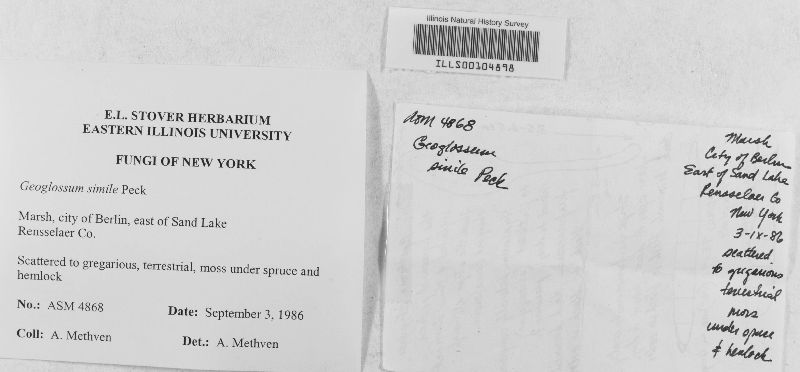 Illinois Natural History Survey
ILLS00104898
E.L. STOVER HERBARIUM
EASTERN ILLINOIS UNIVERSITY
FUNGI OF NEW YORK
Geoglossum simile Peck
Marsh, city of Berlin, east of Sand Lake
Rensselaer Co.
Scattered to gregarious, terrestrial, moss under spruce and
hemlock
No.: ASM 4868 Date: September 3, 1986
Coll: A. Methven Det.: A. Methven
ASM 4868
Geoglossum
simile Peck
Marsh
City of Berlin
East of Sand Lake
Rensselaer Co
New York
3-IX-86
scattered
to gregarious
terrestrial
moss
under spruce
& hemlock